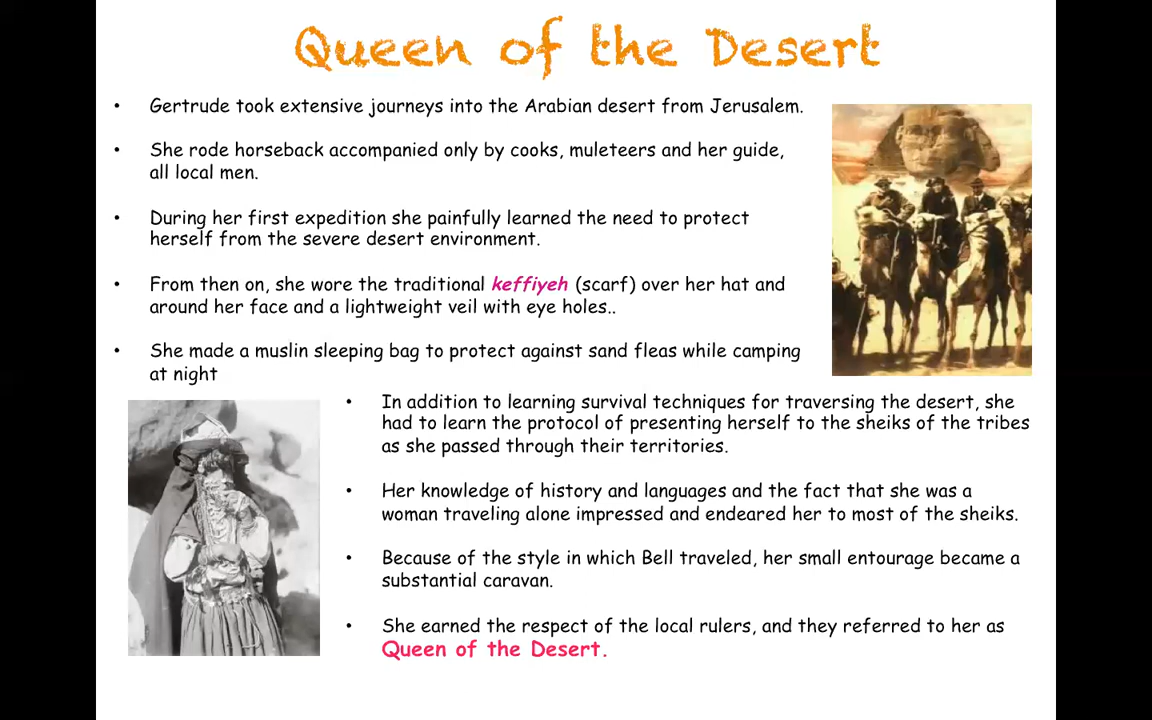 Queen of the Desert
• Gertrude took extensive journeys into the Arabian desert from Jerusalem.
• She rode horseback accompanied only by cooks, muleteers and her guide,
all local men.
• During her first expedition she painfully learned the need to protect
herself from the severe desert environment.
• From then on, she wore the traditional keffiyeh (scarf) over her hat and
around her face and a lightweight veil with eye holes..
• She made a muslin sleeping bag to protect against sand fleas while camping
at night
• In addition to learning survival techniques for traversing the desert, she
had to learn the protocol of presenting herself to the sheiks of the tribes
as she passed through their territories.
• Her knowledge of history and languages and the fact that she was a
woman traveling alone impressed and endeared her to most of the sheiks.
• Because of the style in which Bell traveled, her small entourage became a
substantial caravan.
• She earned the respect of the local rulers, and they referred to her as
Queen of the Desert.